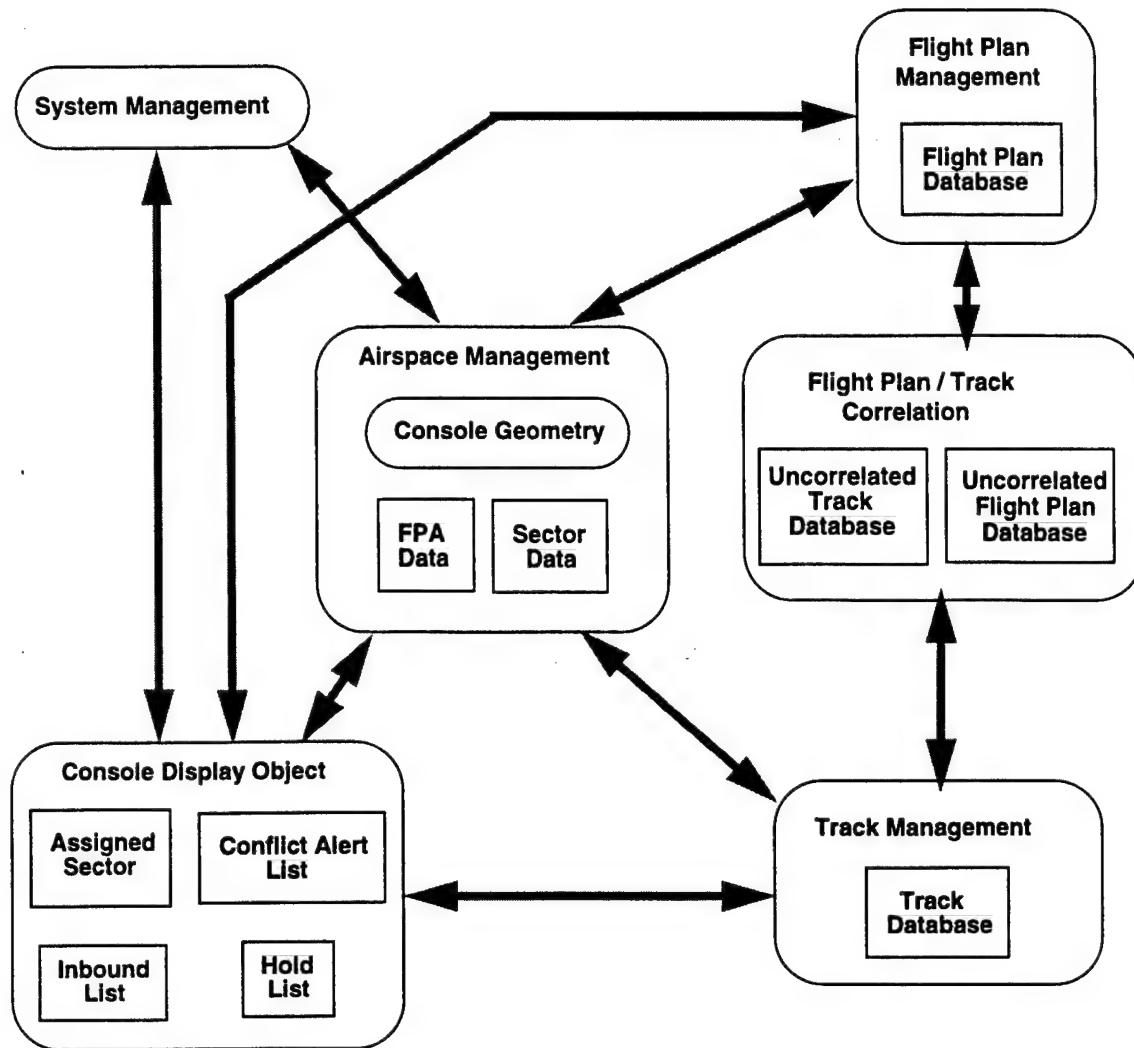 Flight Plan
Management
System Management
Flight Plan
Database
Airspace Management
Console Geometry
FPA
Data
Sector
Data
Flight Plan / Track
Correlation
Uncorrelated
Track
Database
Uncorrelated
Flight Plan
Database
Console Display Object
Assigned
Sector
Conflict Alert
List
Inbound
List
Hold
List
Track Management
Track
Database